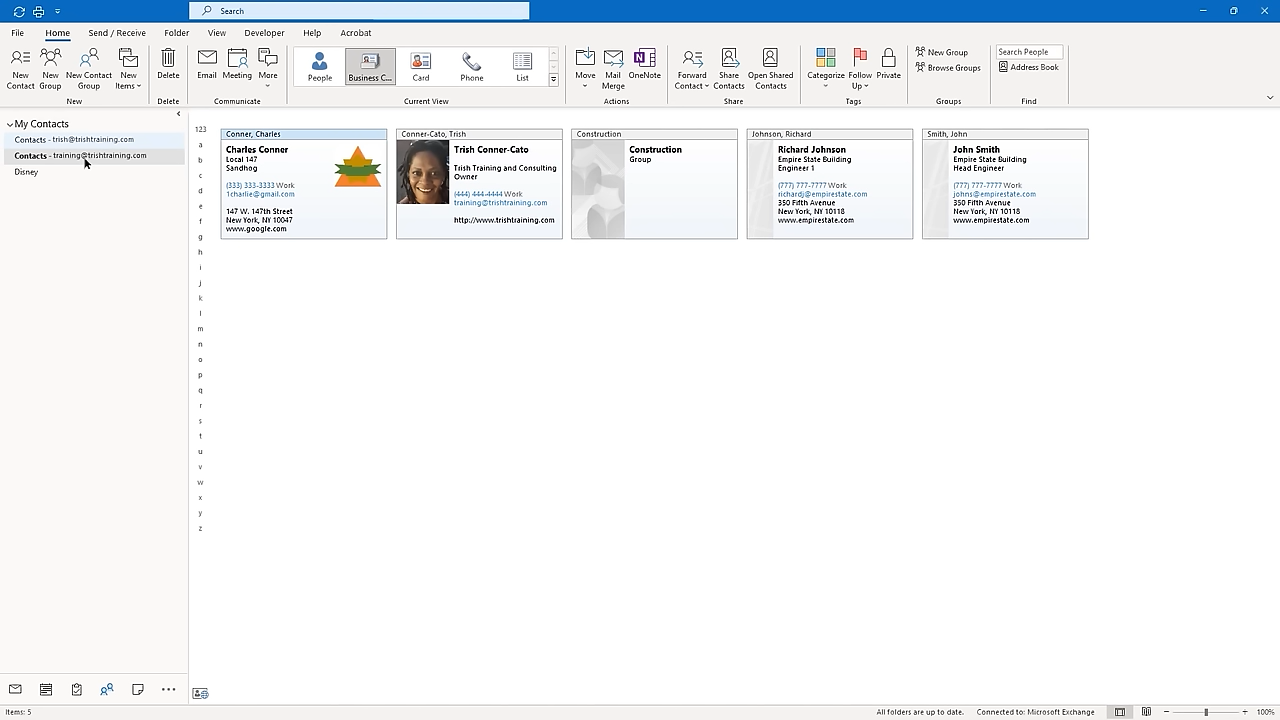 Search
File Home Send / Receive Folder View Developer Help Acrobat
New Contact
New Group
New Contact Group
New Items
Delete
Email
Meeting
More
People
Business C...
Card
Phone
List
Move
Mail Merge
OneNote
Forward Contact
Share Contacts
Open Shared Contacts
Categorize
Follow Up
Private
New Group
Browse Groups
Search People
Address Book
New
Delete
Communicate
Current View
Actions
Share
Tags
Groups
Find
My Contacts
Contacts - trish@trishtraining.com
Contacts - training@trishtraining.com
Disney
123
a
b
c
d
e
f
g
h
i
j
k
l
m
n
o
p
q
r
s
t
u
v
w
x
y
z
Conner, Charles
Charles Conner
Local 147
Sandhog
(333) 333-3333 Work
1charlie@gmail.com
147 W. 147th Street
New York, NY 10047
www.google.com
Conner-Cato, Trish
Trish Conner-Cato
Trish Training and Consulting
Owner
(444) 444-4444 Work
training@trishtraining.com
http://www.trishtraining.com
Construction
Construction
Group
Johnson, Richard
Richard Johnson
Empire State Building
Engineer 1
(777) 777-7777 Work
richardj@empirestate.com
350 Fifth Avenue
New York, NY 10118
www.empirestate.com
Smith, John
John Smith
Empire State Building
Head Engineer
(777) 777-7777 Work
johns@empirestate.com
350 Fifth Avenue
New York, NY 10118
www.empirestate.com
Items: 5
All folders are up to date.
Connected to: Microsoft Exchange
100%